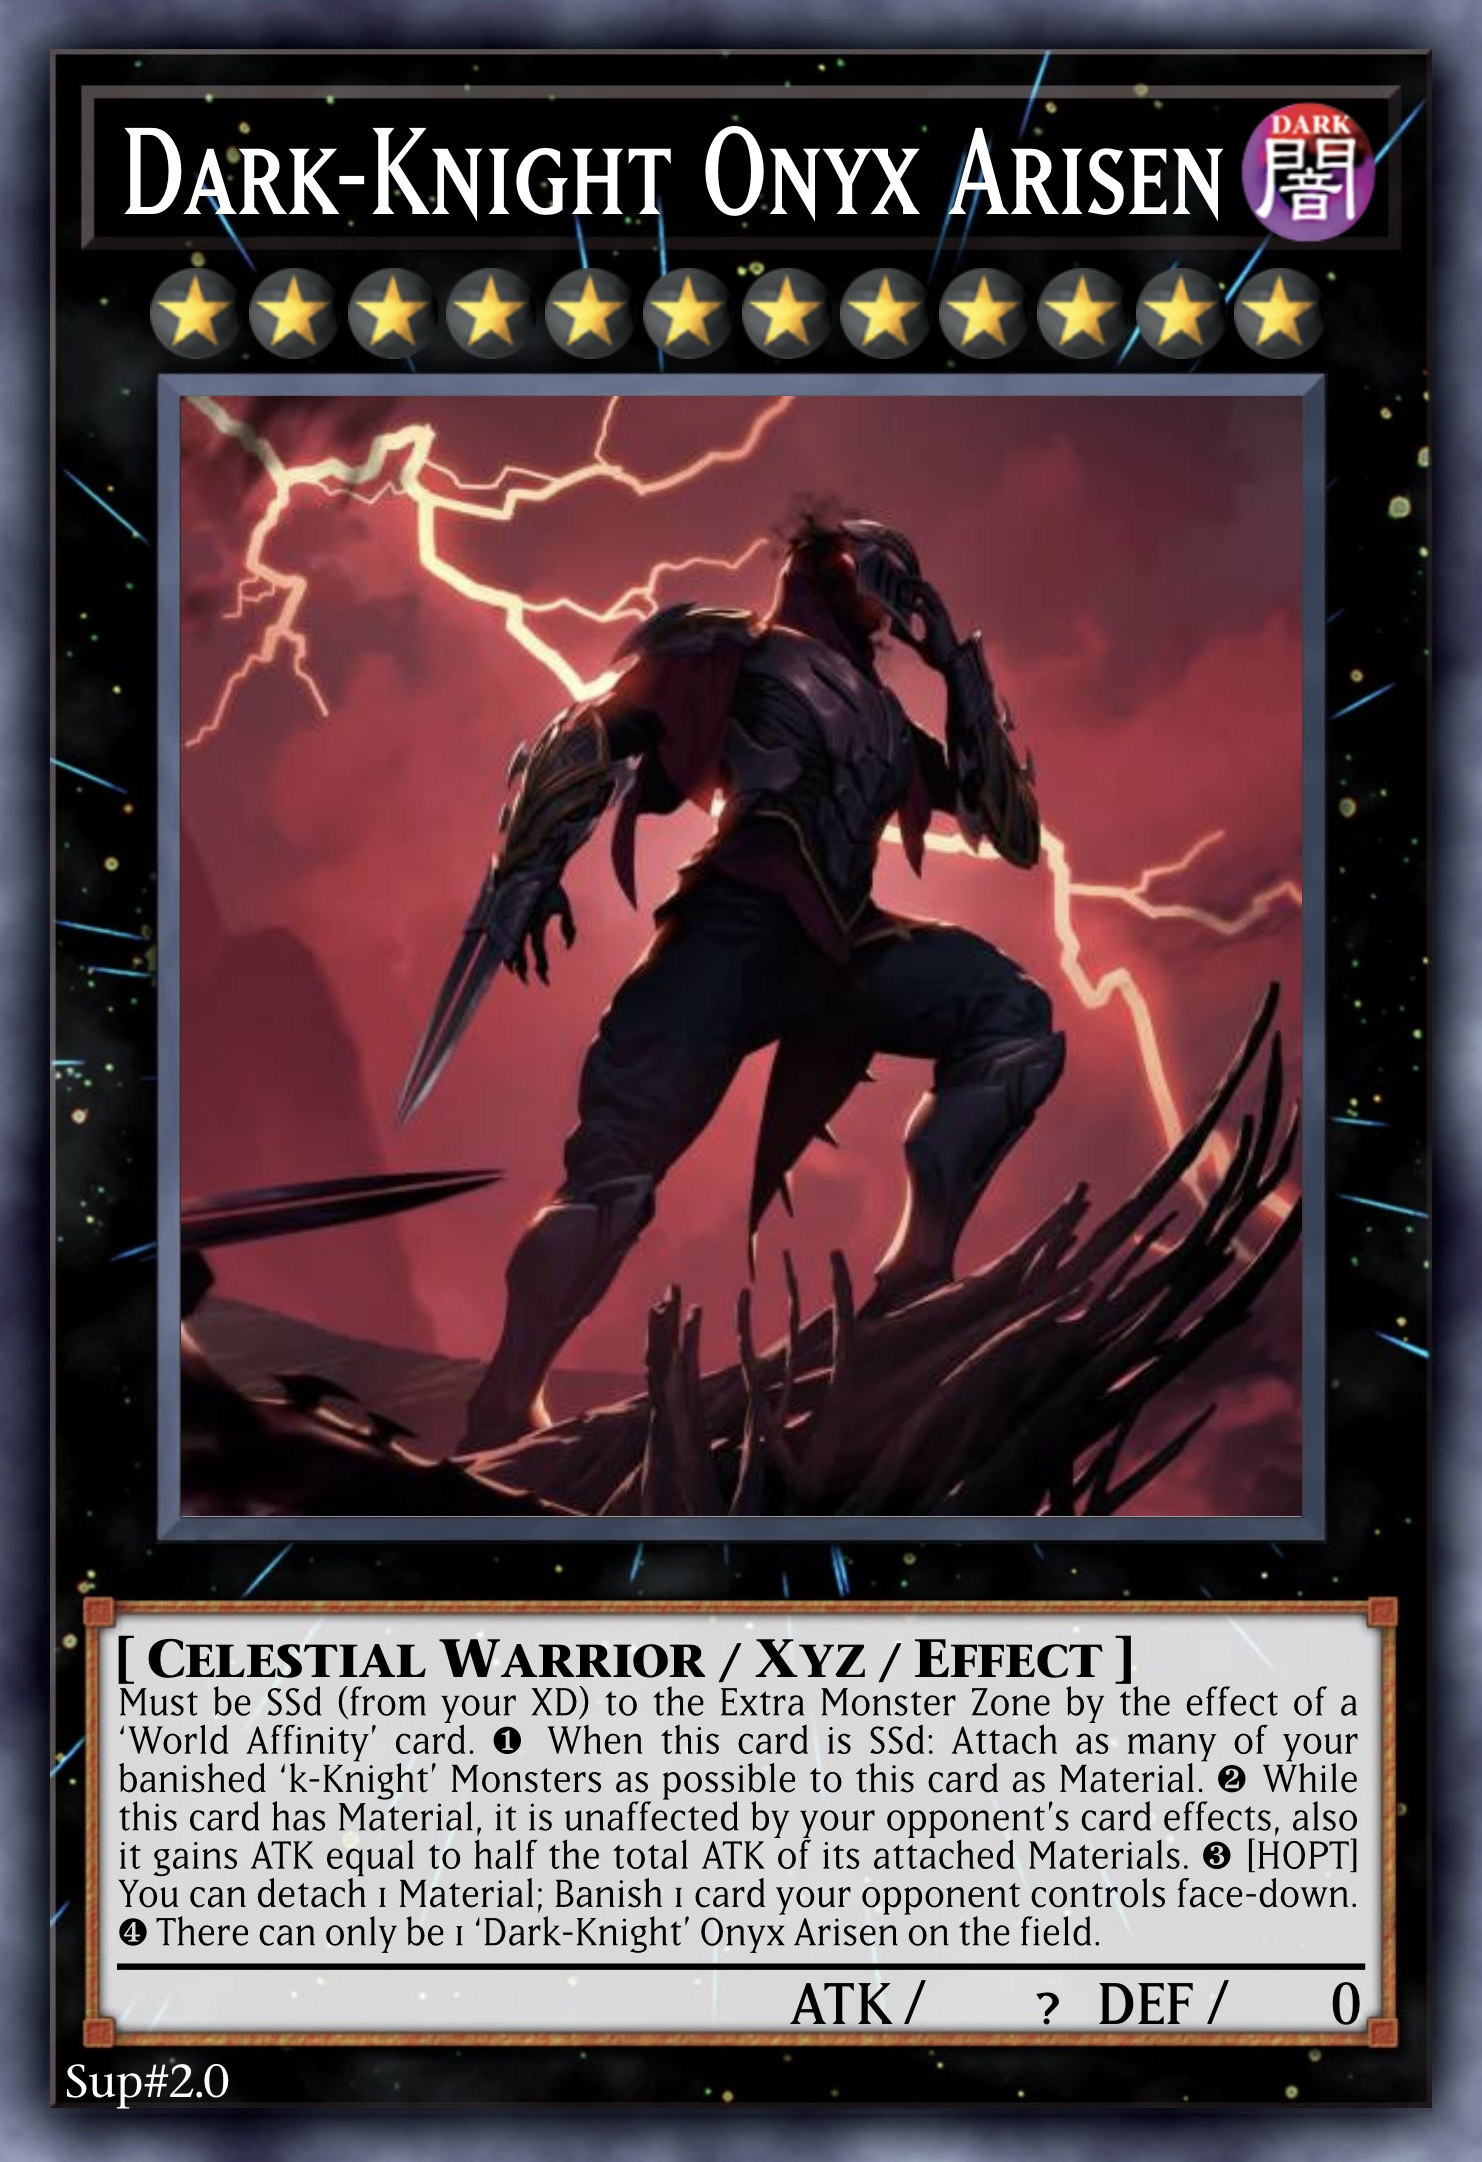 Dark-Knight Onyx Arisen
DARK
闇
[ Celestial Warrior / Xyz / Effect ]
Must be SSd (from your XD) to the Extra Monster Zone by the effect of a
‘World Affinity’ card. ❶ When this card is SSd: Attach as many of your
banished ‘k-Knight’ Monsters as possible to this card as Material. ❷ While
this card has Material, it is unaffected by your opponent's card effects, also
it gains ATK equal to half the total ATK of its attached Materials. ❸ [HOPT]
You can detach 1 Material; Banish 1 card your opponent controls face-down.
❹ There can only be 1 ‘Dark-Knight’ Onyx Arisen on the field.
ATK / ? DEF / 0
Sup#2.0